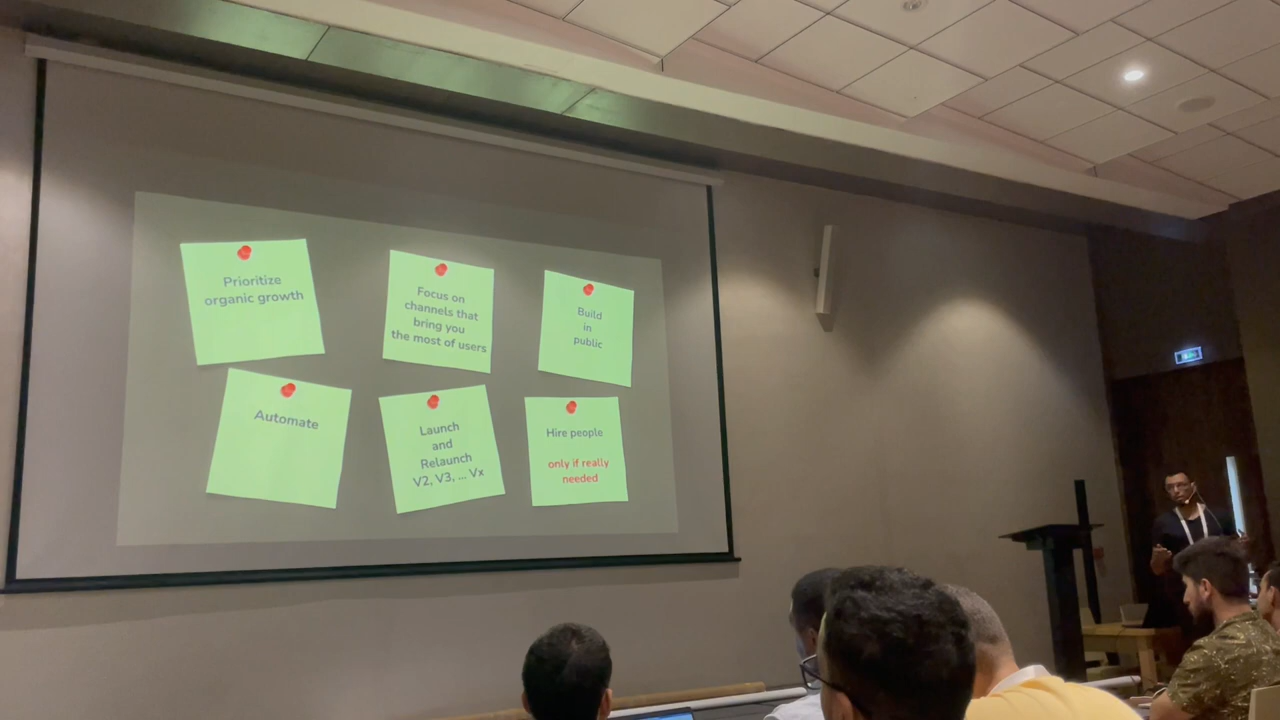 Prioritize
organic growth
Focus on
channels that
bring you
the most of users
Build
in
public
Automate
Launch
and
Relaunch
V2, V3, ... Vx
Hire people
only if really
needed